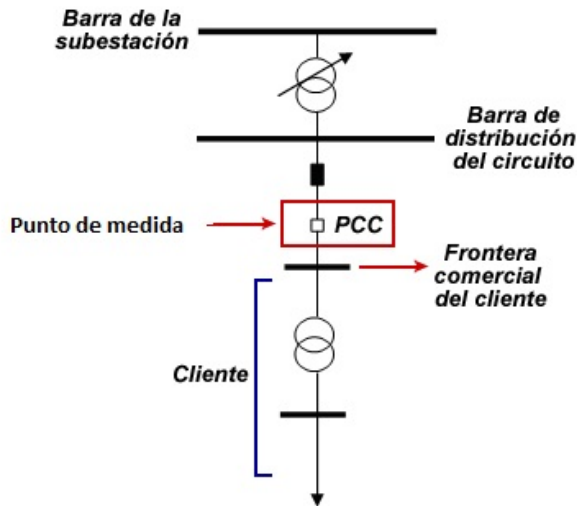 Barra de la
subestación
Barra de
distribución
del circuito
Punto de medida
PCC
Frontera
comercial
del cliente
Cliente